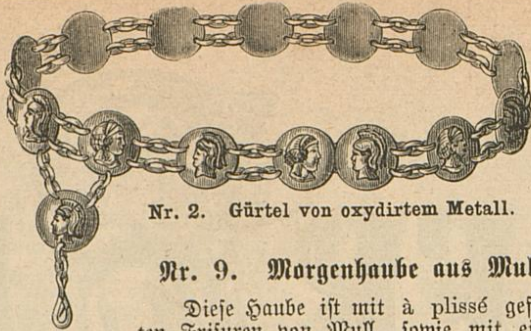 Nr. 2. Gürtel von oxydirtem Metall.
Nr. 9. Morgenhaube aus
Diese Haube ist mit à plissé
Frisuren von Mull, sowie mit